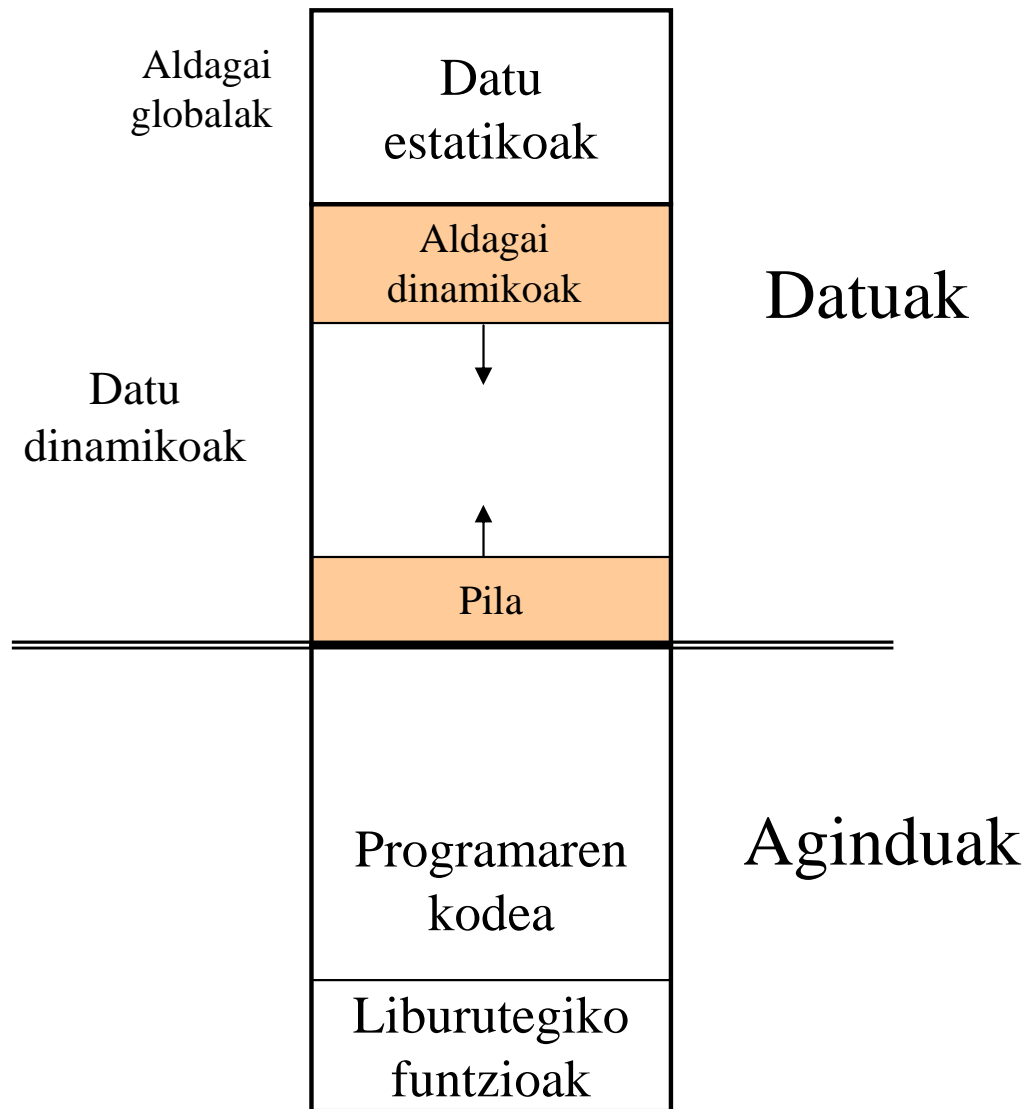 Aldagai
globalak
Datu
estatikoak
Aldagai
dinamikoak
Datuak
Datu
dinamikoak
Pila
Programaren
kodea
Aginduak
Liburutegiko
funtzioak